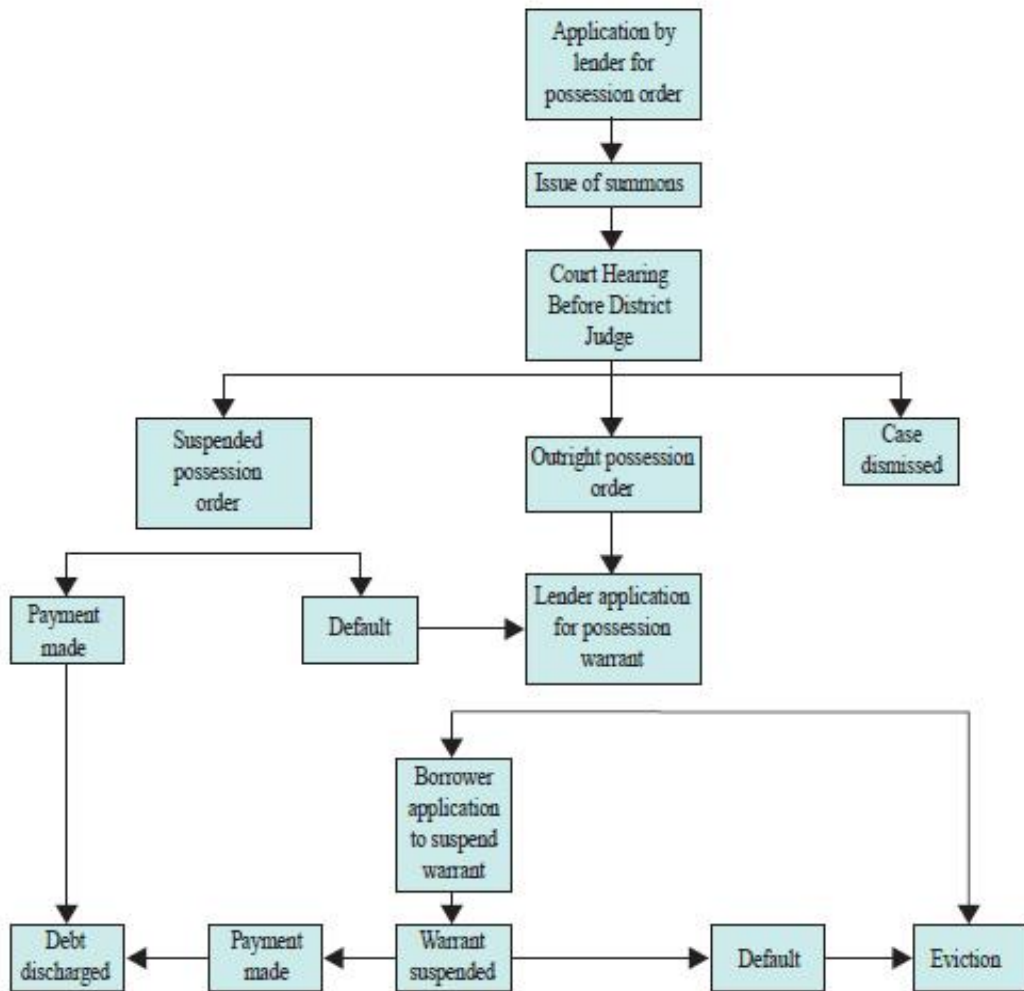 Application by
lender for
possession order
Issue of summons
Court Hearing
Before District
Judge
Suspended
possession
order
Outright possession
order
Case
dismissed
Payment
made
Default
Lender application
for possession
warrant
Borrower
application
to suspend
warrant
Debt
discharged
Payment
made
Warrant
suspended
Default
Eviction